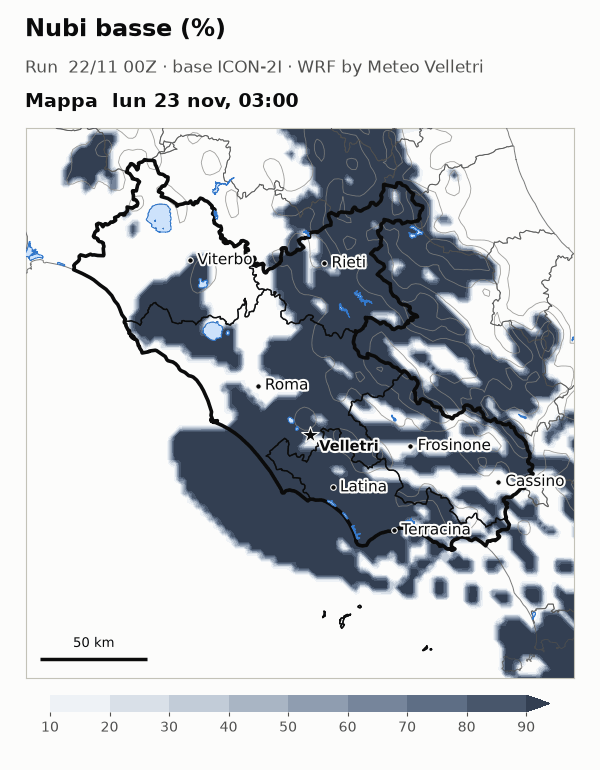 Nubi basse (%)
Run 22/11 00Z · base ICON-2I · WRF by Meteo Velletri
Mappa lun 23 nov, 03:00
Viterbo
Rieti
Roma
Velletri
Frosinone
Latina
Cassino
Terracina
50 km
10 20 30 40 50 60 70 80 90